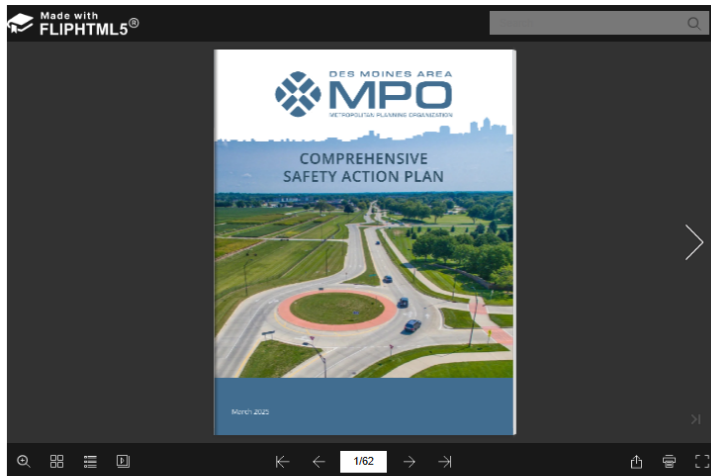 Made with
FLIPHTML5®
DES MOINES AREA
MPO
METROPOLITAN PLANNING ORGANIZATION
COMPREHENSIVE
SAFETY ACTION PLAN
March 2025
1/62